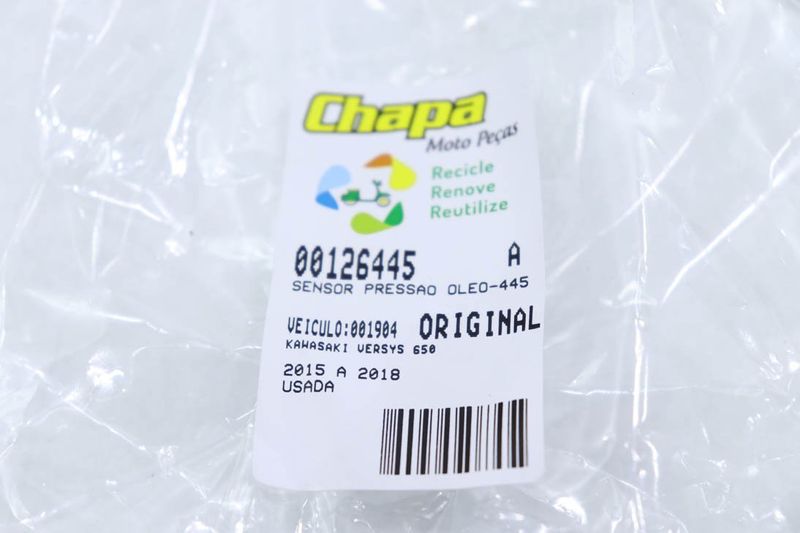 Chapa
Moto Peças
Recicle
Renove
Reutilize
00126445 A
SENSOR PRESSAO OLEO-445
VEICULO:001904 ORIGINAL
KAWASAKI VERSYS 650
2015 A 2018
USADA